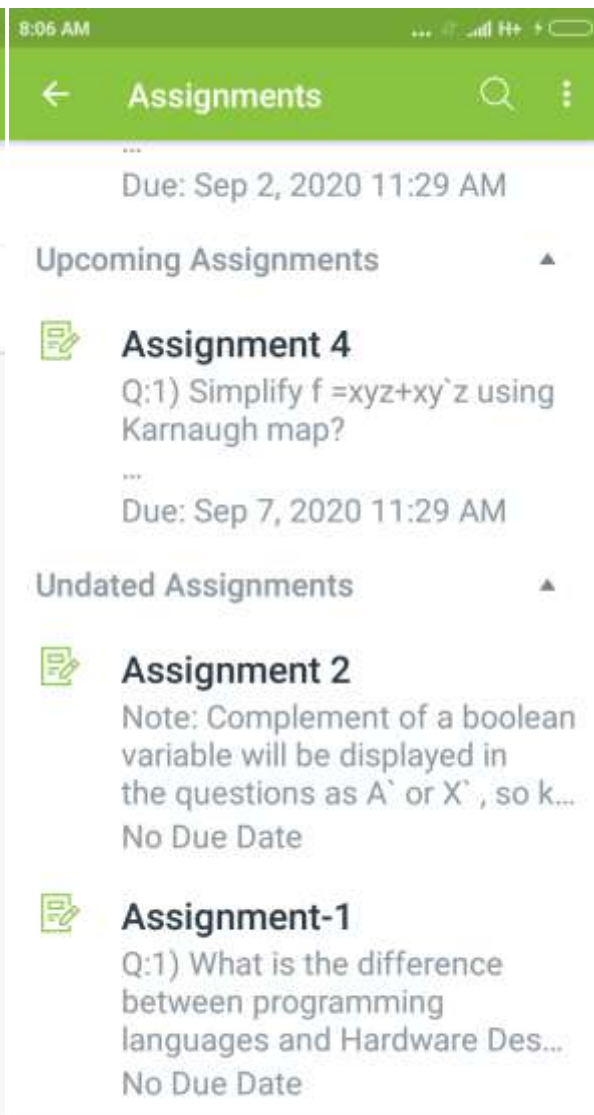 8:06 AM ... H+
Assignments
...
Due: Sep 2, 2020 11:29 AM
Upcoming Assignments
Assignment 4
Q:1) Simplify f =xyz+xy`z using
Karnaugh map?
...
Due: Sep 7, 2020 11:29 AM
Undated Assignments
Assignment 2
Note: Complement of a boolean
variable will be displayed in
the questions as A` or X` , so k...
No Due Date
Assignment-1
Q:1) What is the difference
between programming
languages and Hardware Des...
No Due Date